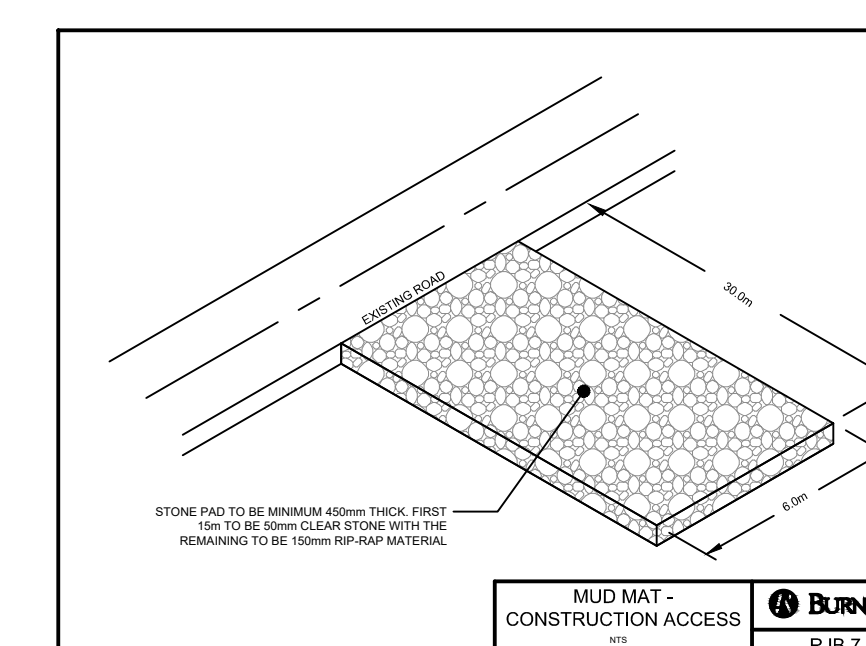 EXISTING ROAD
30.0m
6.0m
STONE PAD TO BE MINIMUM 450mm THICK. FIRST
15m TO BE 50mm CLEAR STONE WITH THE
REMAINING TO BE 150mm RIP-RAP MATERIAL
MUD MAT -
CONSTRUCTION ACCESS
NTS